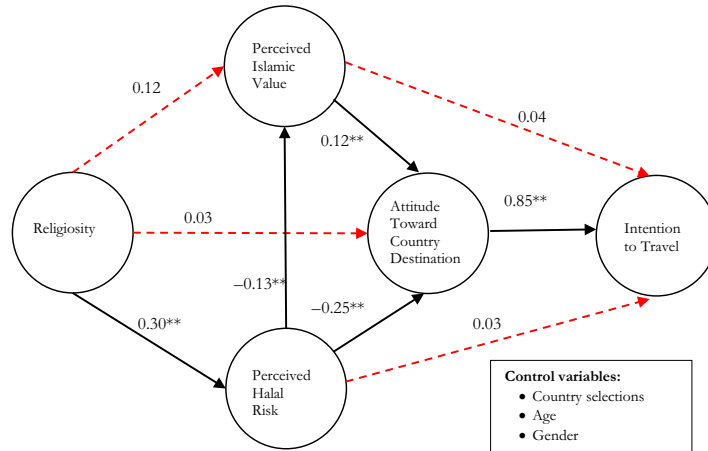 Perceived
Islamic
Value
0.12
0.04
0.12**
Religiosity
0.03
Attitude
Toward
Country
Destination
0.85**
Intention
to Travel
–0.13**
–0.25**
0.30**
0.03
Perceived
Halal
Risk
Control variables:
• Country selections
• Age
• Gender